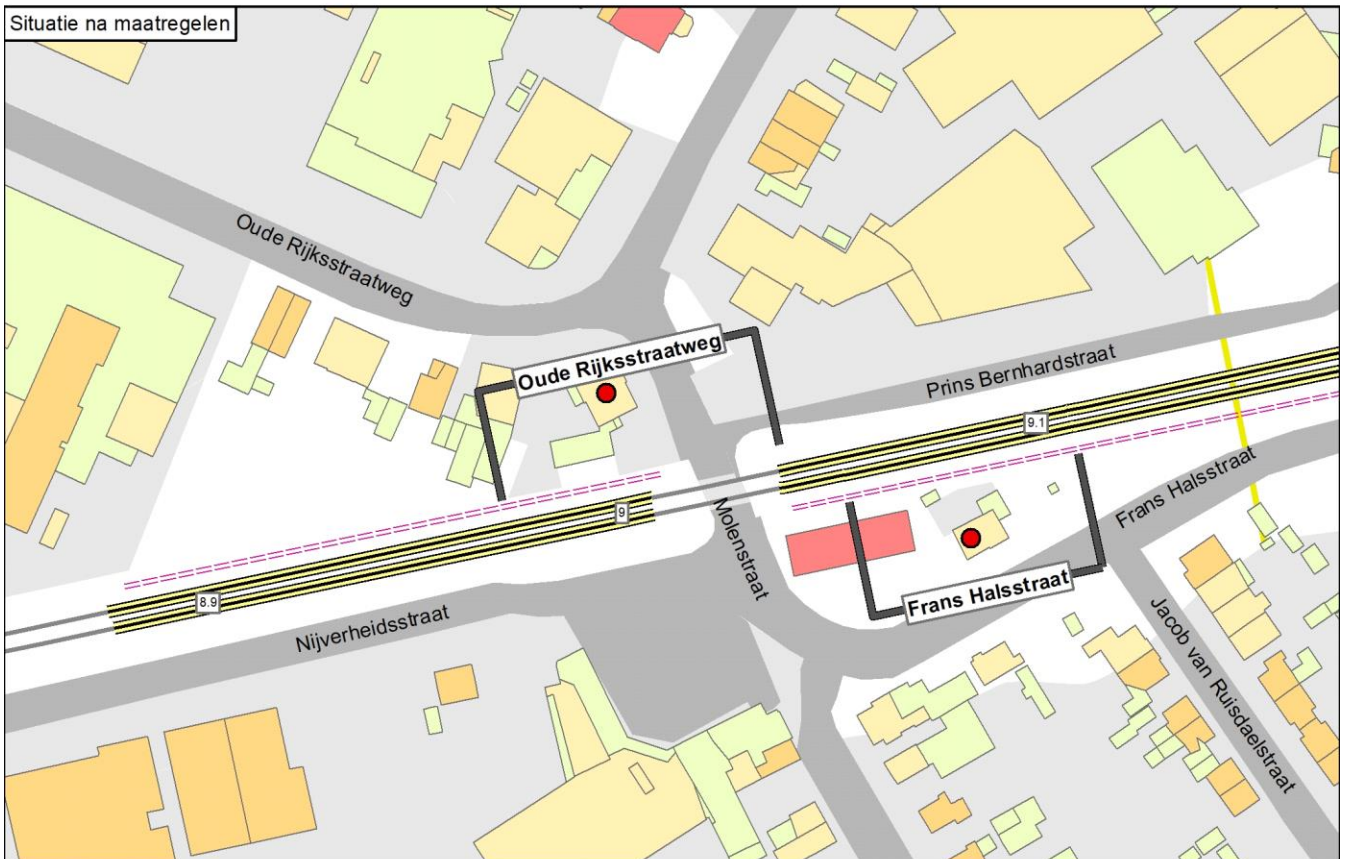 Situatie na maatregelen
Oude Rijksstraatweg
Oude Rijksstraatweg
Prins Bernhardstraat
9.1
Frans Halsstraat
9
Molenstraat
Frans Halsstraat
8.9
Nijverheidsstraat
Jacob van Ruisdaelstraat